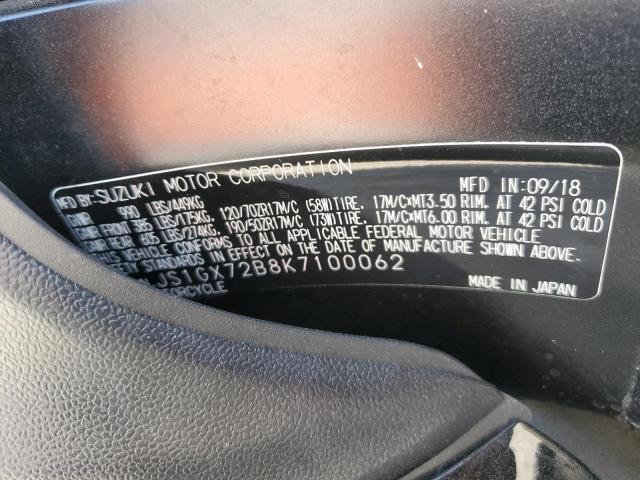 MFD BY:SUZUKI MOTOR CORPORATION MFD IN:09/18
GVWR 990 LBS/449KG
GAWR FRONT 385 LBS/175KG, 120/70ZR17M/C (58W)TIRE, 17M/C×MT3.50 RIM. AT 42 PSI COLD
GAWR REAR 605 LBS/274KG, 190/50ZR17M/C (73W)TIRE, 17M/C×MT6.00 RIM. AT 42 PSI COLD
THIS VEHICLE CONFORMS TO ALL APPLICABLE FEDERAL MOTOR VEHICLE
SAFETY STANDARDS IN EFFECT ON THE DATE OF MANUFACTURE SHOWN ABOVE.
JS1GX72B8K7100062
MADE IN JAPAN